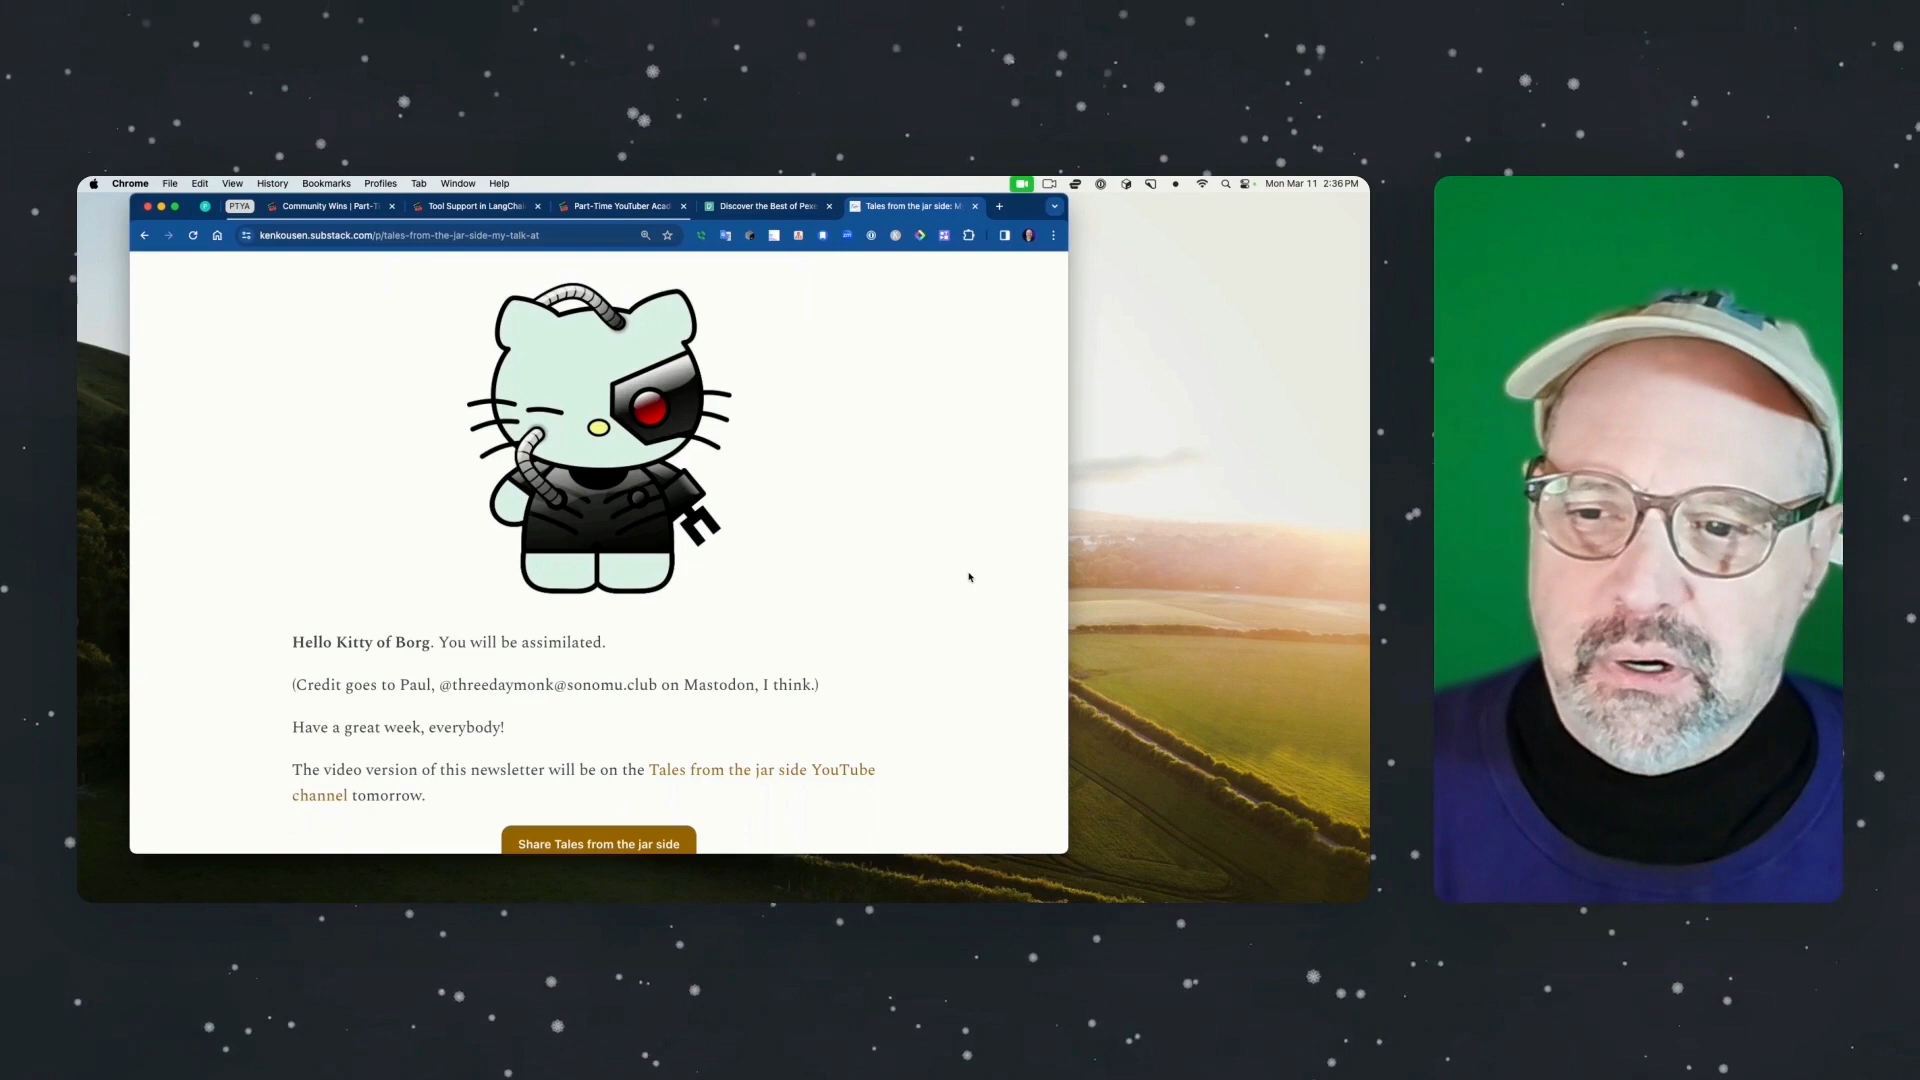 Chrome File Edit View History Bookmarks Profiles Tab Window Help
Mon Mar 11 2:36 PM
PTYA
Community Wins | Part-Ti
Tool Support in LangChai
Part-Time YouTuber Acad
Discover the Best of Pexe
Tales from the jar side: M
kenkousen.substack.com/p/tales-from-the-jar-side-my-talk-at
Hello Kitty of Borg. You will be assimilated.
(Credit goes to Paul, @threedaymonk@sonomu.club on Mastodon, I think.)
Have a great week, everybody!
The video version of this newsletter will be on the Tales from the jar side YouTube
channel tomorrow.
Share Tales from the jar side